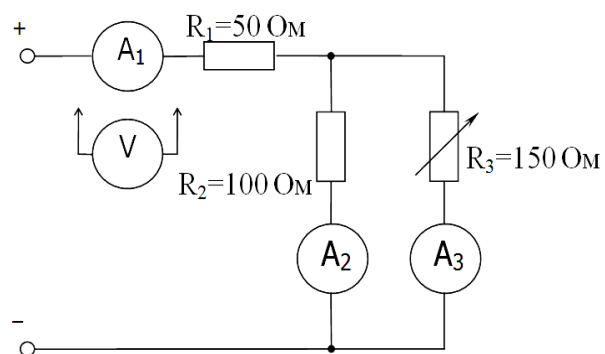 +
A₁
R₁=50 Ом
V
R₂=100 Ом
R₃=150 Ом
A₂
A₃
−